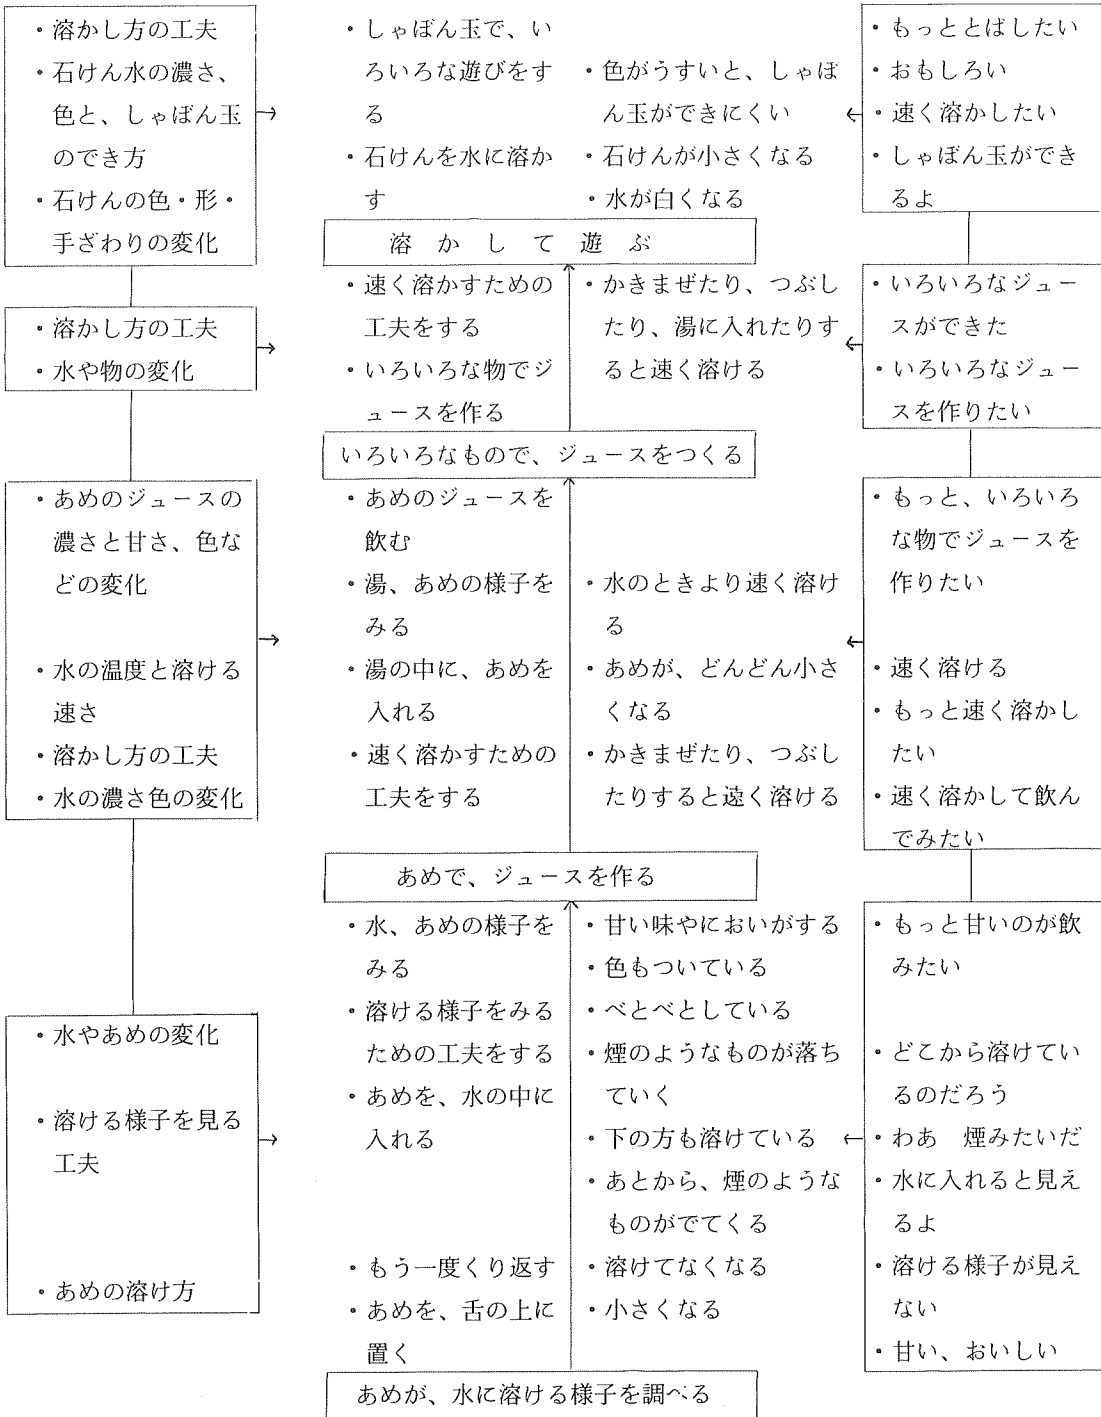 ・溶かし方の工夫
・石けん水の濃さ、
色と、しゃぼん玉
のでき方
・石けんの色・形・
手ざわりの変化
・しゃぼん玉で、い
ろいろな遊びをす
る
・石けんを水に溶か
す
・色がうすいと、しゃぼ
ん玉ができにくい
・石けんが小さくなる
・水が白くなる
・もっととばしたい
・おもしろい
・速く溶かしたい
・しゃぼん玉ができ
るよ
溶かして遊ぶ
・溶かし方の工夫
・水や物の変化
・速く溶かすための
工夫をする
・いろいろな物でジ
ュースを作る
・かきまぜたり、つぶし
たり、湯に入れたりす
ると速く溶ける
・いろいろなジュー
スができた
・いろいろなジュー
スを作りたい
いろいろなもので、ジュースをつくる
・あめのジュースの
濃さと甘さ、色な
どの変化
・水の温度と溶ける
速さ
・溶かし方の工夫
・水の濃さ色の変化
・あめのジュースを
飲む
・湯、あめの様子を
みる
・湯の中に、あめを
入れる
・速く溶かすための
工夫をする
・水のときより速く溶け
る
・あめが、どんどん小さ
くなる
・かきまぜたり、つぶし
たりすると速く溶ける
・もっと、いろいろ
な物でジュースを
作りたい
・速く溶ける
・もっと速く溶かし
たい
・速く溶かして飲ん
でみたい
あめで、ジュースを作る
・水やあめの変化
・溶ける様子を見る
工夫
・あめの溶け方
・水、あめの様子を
みる
・溶ける様子をみる
ための工夫をする
・あめを、水の中に
入れる
・もう一度くり返す
・あめを、舌の上に
置く
・甘い味やにおいがする
・色もついている
・べとべとしている
・煙のようなものが落ち
ていく
・下の方も溶けている
・あとから、煙のような
ものがでてくる
・溶けてなくなる
・小さくなる
・もっと甘いのが飲
みたい
・どこから溶けてい
るのだろう
・わあ 煙みたいだ
・水に入れると見え
るよ
・溶ける様子が見え
ない
・甘い、おいしい
あめが、水に溶ける様子を調べる